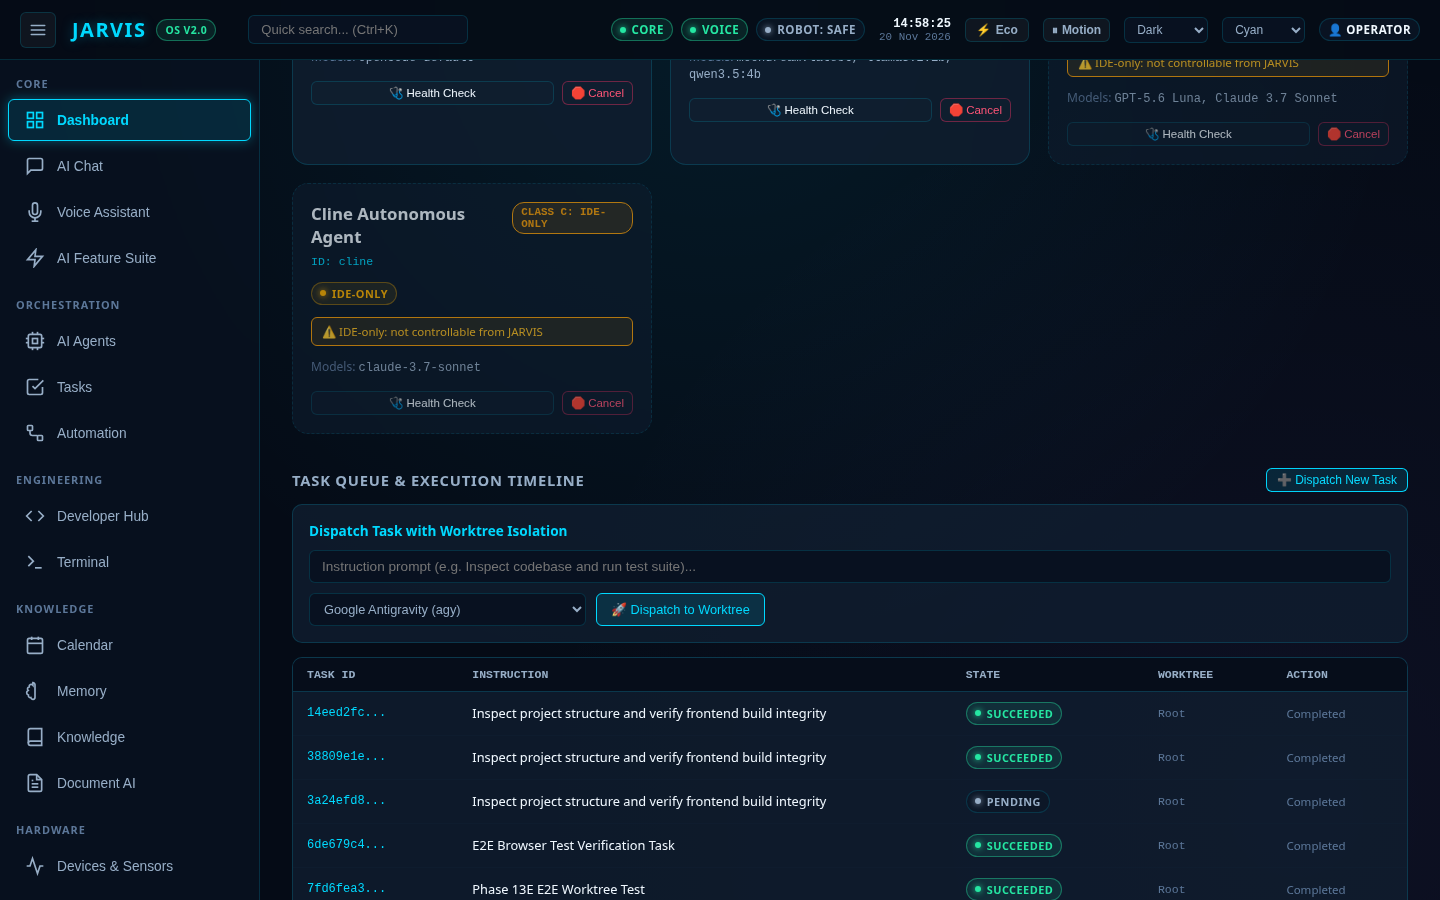 JARVIS
OS V2.0
Quick search... (Ctrl+K)
CORE
VOICE
ROBOT: SAFE
14:58:25
20 Nov 2026
⚡ Eco
Motion
Dark
Cyan
OPERATOR
CORE
Dashboard
AI Chat
Voice Assistant
AI Feature Suite
ORCHESTRATION
AI Agents
Tasks
Automation
ENGINEERING
Developer Hub
Terminal
KNOWLEDGE
Calendar
Memory
Knowledge
Document AI
HARDWARE
Devices & Sensors
Health Check
Cancel
qwen3.5:4b
Health Check
Cancel
⚠ IDE-only: not controllable from JARVIS
Models: GPT-5.6 Luna, Claude 3.7 Sonnet
Health Check
Cancel
Cline Autonomous
Agent
CLASS C: IDE-
ONLY
ID: cline
IDE-ONLY
⚠ IDE-only: not controllable from JARVIS
Models: claude-3.7-sonnet
Health Check
Cancel
TASK QUEUE & EXECUTION TIMELINE
➕ Dispatch New Task
Dispatch Task with Worktree Isolation
Instruction prompt (e.g. Inspect codebase and run test suite)...
Google Antigravity (agy)
🚀 Dispatch to Worktree
TASK ID INSTRUCTION STATE WORKTREE ACTION
14eed2fc... Inspect project structure and verify frontend build integrity SUCCEEDED Root Completed
38809e1e... Inspect project structure and verify frontend build integrity SUCCEEDED Root Completed
3a24efd8... Inspect project structure and verify frontend build integrity PENDING Root Completed
6de679c4... E2E Browser Test Verification Task SUCCEEDED Root Completed
7fd6fea3... Phase 13E E2E Worktree Test SUCCEEDED Root Completed